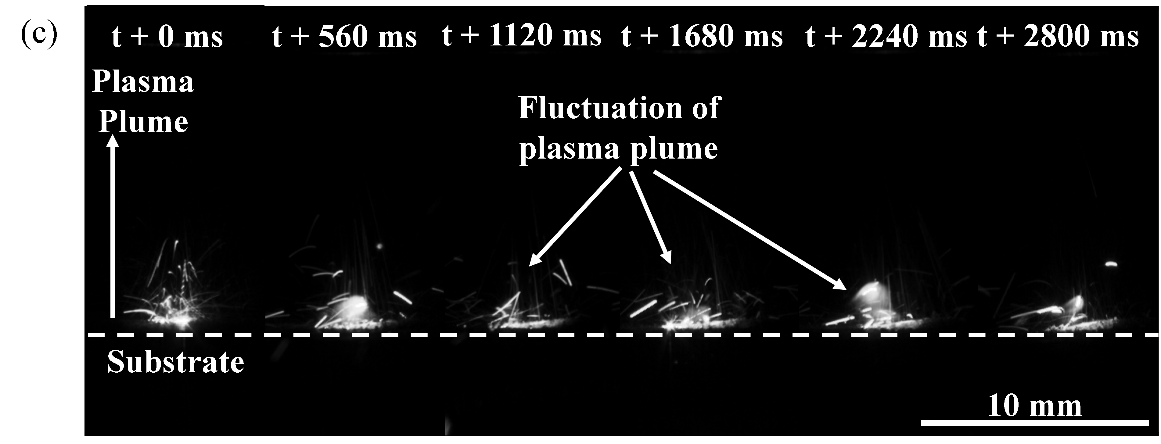 (c)
t + 0 ms t + 560 ms t + 1120 ms t + 1680 ms t + 2240 ms t + 2800 ms
Plasma
Plume
Fluctuation of
plasma plume
Substrate
10 mm